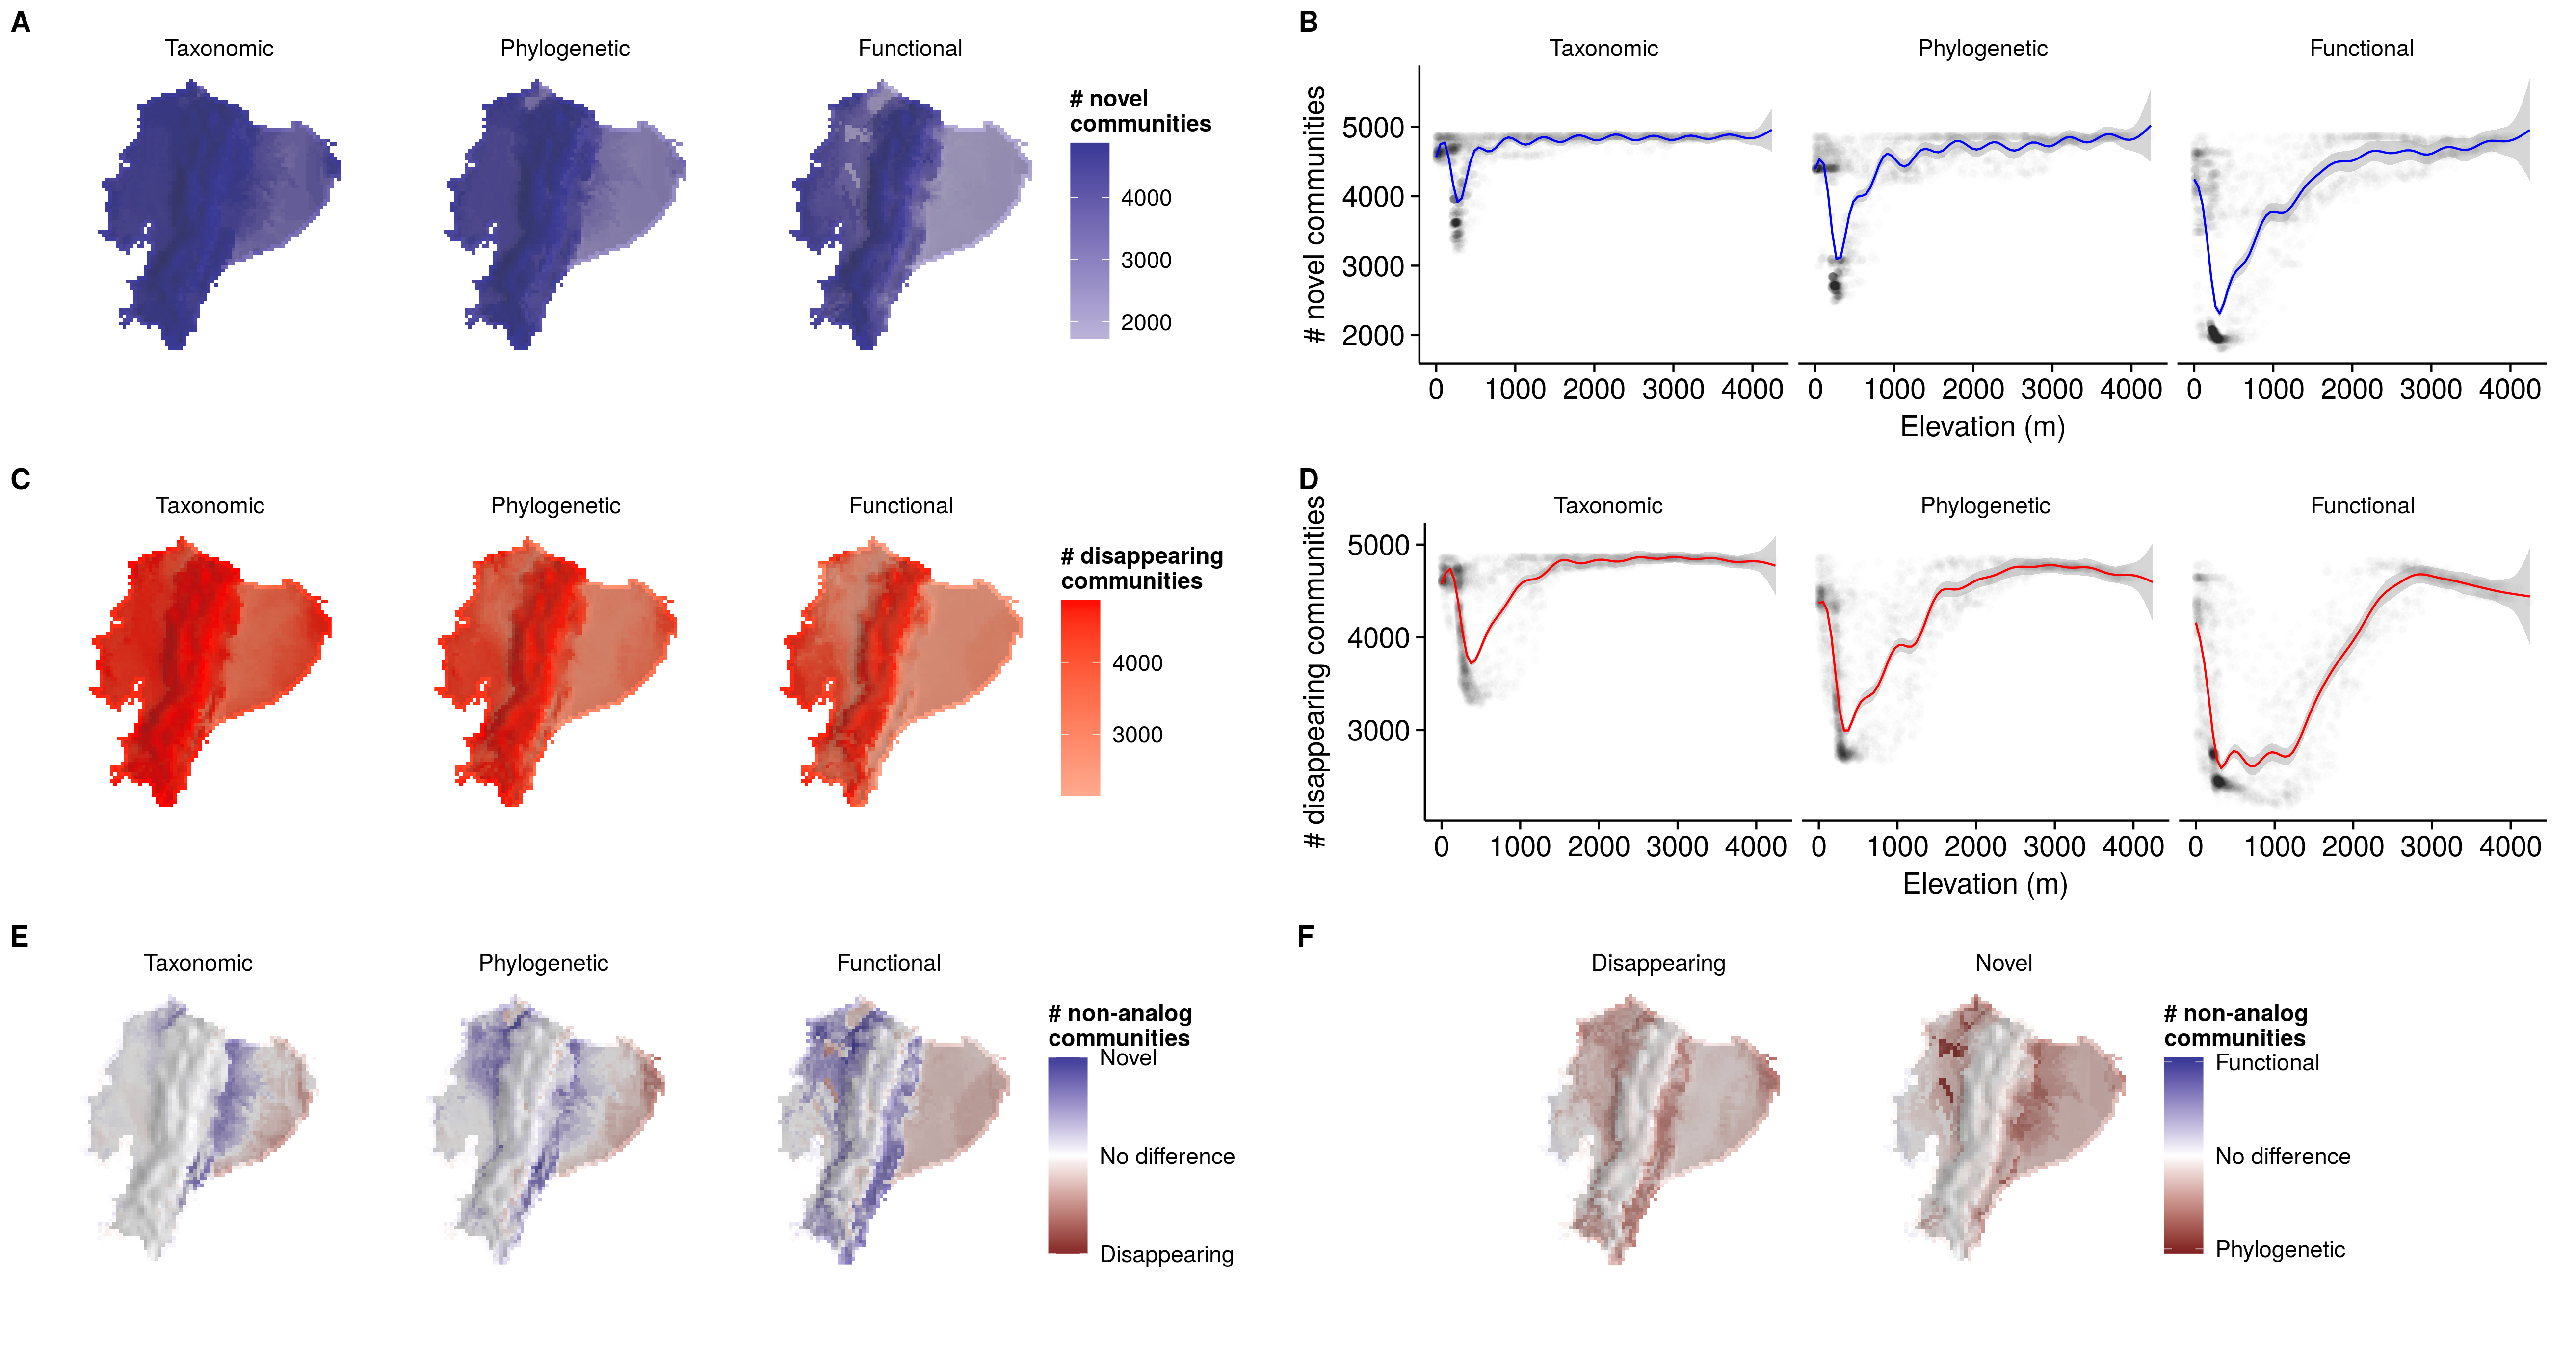 A
Taxonomic
Phylogenetic
Functional
# novel
communities
4000
3000
2000
B
Taxonomic
Phylogenetic
Functional
# novel communities
5000
4000
3000
2000
0 1000 2000 3000 4000
0 1000 2000 3000 4000
0 1000 2000 3000 4000
Elevation (m)
C
Taxonomic
Phylogenetic
Functional
# disappearing
communities
4000
3000
D
Taxonomic
Phylogenetic
Functional
# disappearing communities
5000
4000
3000
0 1000 2000 3000 4000
0 1000 2000 3000 4000
0 1000 2000 3000 4000
Elevation (m)
E
Taxonomic
Phylogenetic
Functional
# non-analog
communities
Novel
No difference
Disappearing
F
Disappearing
Novel
# non-analog
communities
Functional
No difference
Phylogenetic